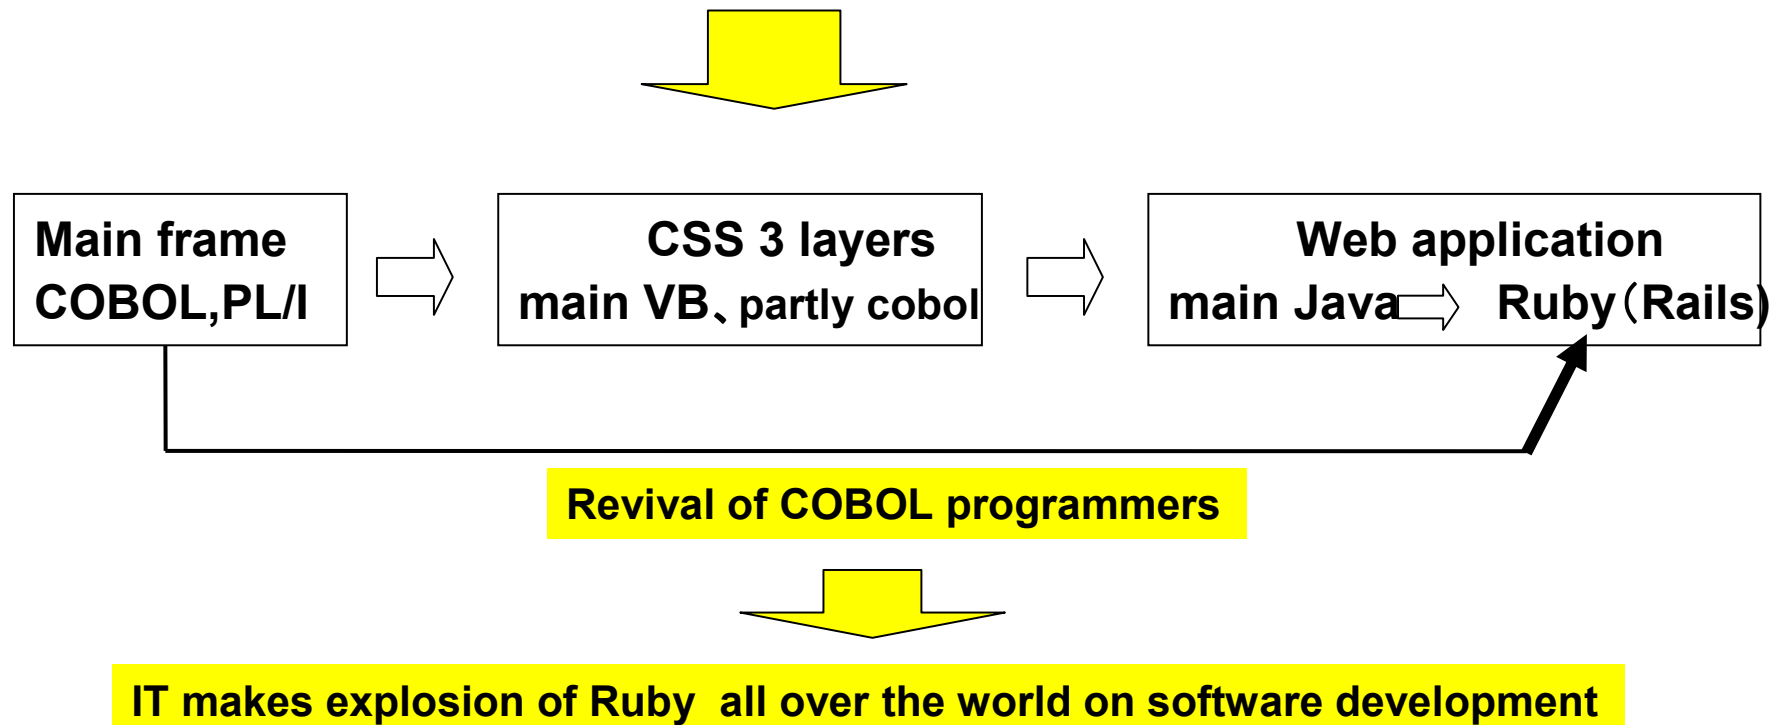 Main frame
COBOL,PL/I
CSS 3 layers
main VB、partly cobol
Web application
main Java Ruby（Rails)
Revival of COBOL programmers
IT makes explosion of Ruby  all over the world on software development